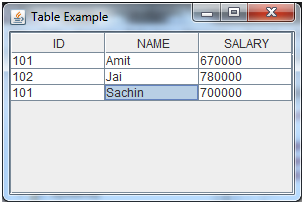 Table Example
ID NAME SALARY
101 Amit 670000
102 Jai 780000
101 Sachin 700000